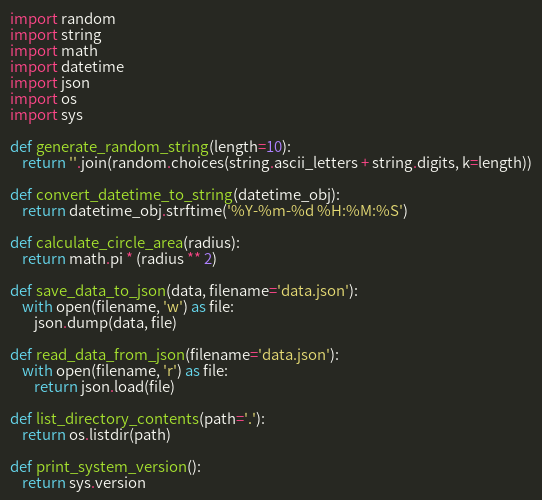 import random
import string
import math
import datetime
import json
import os
import sys

def generate_random_string(length=10):
    return ''.join(random.choices(string.ascii_letters + string.digits, k=length))

def convert_datetime_to_string(datetime_obj):
    return datetime_obj.strftime('%Y-%m-%d %H:%M:%S')

def calculate_circle_area(radius):
    return math.pi * (radius ** 2)

def save_data_to_json(data, filename='data.json'):
    with open(filename, 'w') as file:
        json.dump(data, file)

def read_data_from_json(filename='data.json'):
    with open(filename, 'r') as file:
        return json.load(file)

def list_directory_contents(path='.'):
    return os.listdir(path)

def print_system_version():
    return sys.version